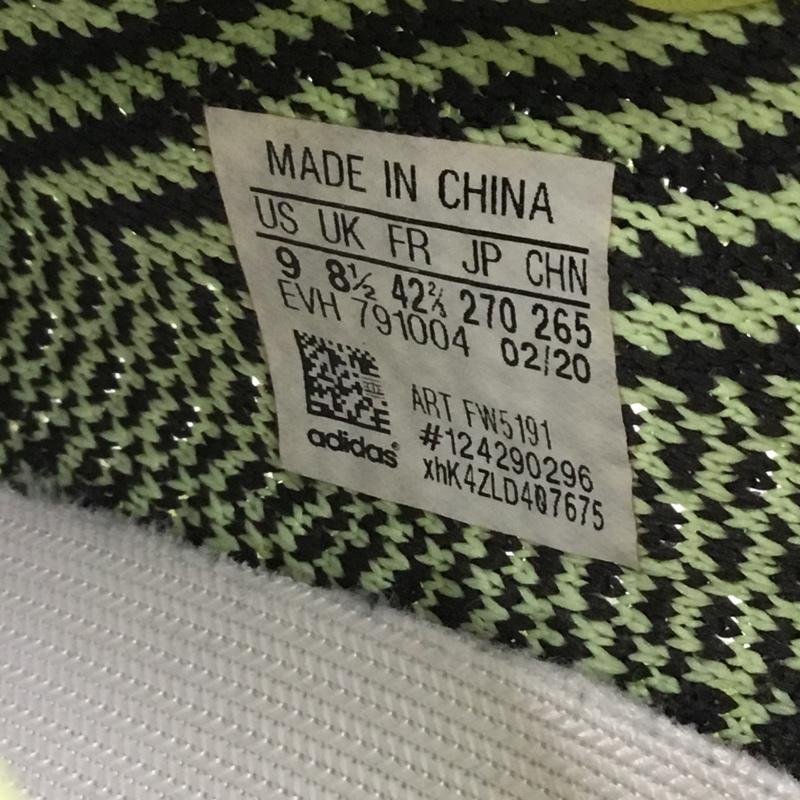 MADE IN CHINA
US UK FR JP CHN
9 8½ 42⅔ 270 265
EVH 791004 02/20
ART FW5191
#124290296
xhK4ZLD407675
adidas®